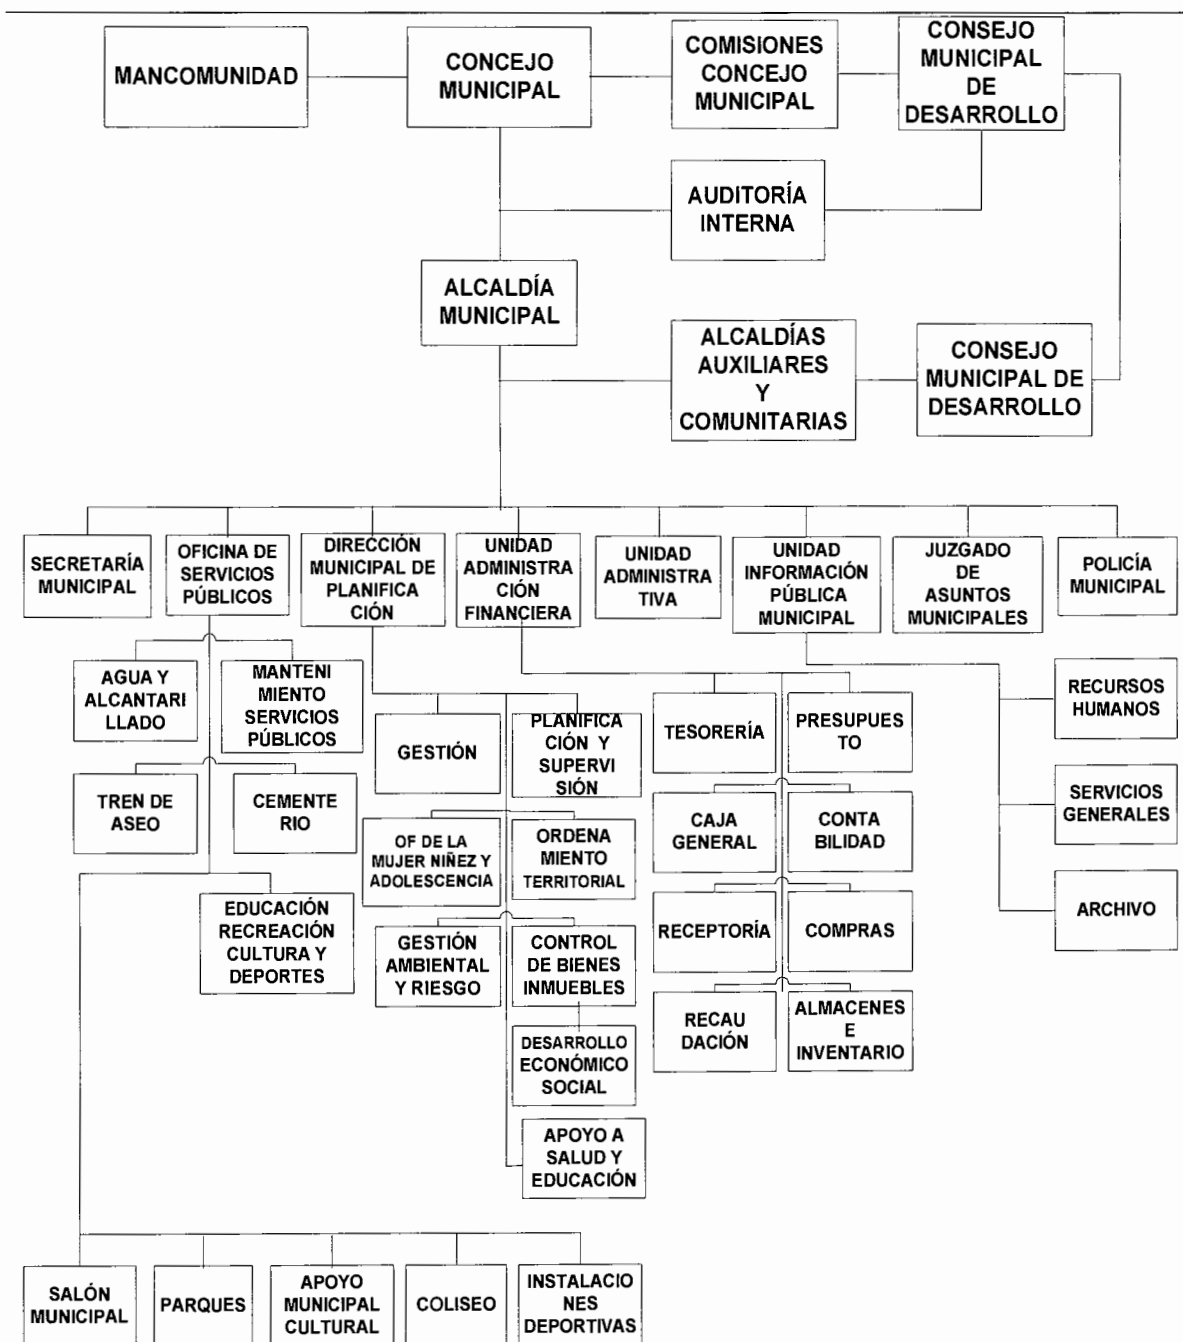 MANCOMUNIDAD
CONCEJO
MUNICIPAL
COMISIONES
CONCEJO
MUNICIPAL
CONSEJO
MUNICIPAL
DE
DESARROLLO
AUDITORÍA
INTERNA
ALCALDÍA
MUNICIPAL
ALCALDÍAS
AUXILIARES
Y
COMUNITARIAS
CONSEJO
MUNICIPAL DE
DESARROLLO
SECRETARÍA
MUNICIPAL
OFICINA DE
SERVICIOS
PÚBLICOS
DIRECCIÓN
MUNICIPAL DE
PLANIFICA
CIÓN
UNIDAD
ADMINISTRA
CIÓN
FINANCIERA
UNIDAD
ADMINISTRA
TIVA
UNIDAD
INFORMACIÓN
PÚBLICA
MUNICIPAL
JUZGADO
DE
ASUNTOS
MUNICIPALES
POLICÍA
MUNICIPAL
AGUA Y
ALCANTARI
LLADO
MANTENI
MIENTO
SERVICIOS
PÚBLICOS
GESTIÓN
PLANIFICA
CIÓN Y
SUPERVI
SIÓN
TESORERÍA
PRESUPUES
TO
RECURSOS
HUMANOS
TREN DE
ASEO
CEMENTE
RIO
OF DE LA
MUJER NIÑEZ Y
ADOLESCENCIA
ORDENA
MIENTO
TERRITORIAL
CAJA
GENERAL
CONTA
BILIDAD
SERVICIOS
GENERALES
EDUCACIÓN
RECREACIÓN
CULTURA Y
DEPORTES
GESTIÓN
AMBIENTAL
Y RIESGO
CONTROL
DE BIENES
INMUEBLES
RECEPTORÍA
COMPRAS
ARCHIVO
DESARROLLO
ECONÓMICO
SOCIAL
RECAU
DACIÓN
ALMACENES
E
INVENTARIO
APOYO A
SALUD Y
EDUCACIÓN
SALÓN
MUNICIPAL
PARQUES
APOYO
MUNICIPAL
CULTURAL
COLISEO
INSTALACIO
NES
DEPORTIVAS